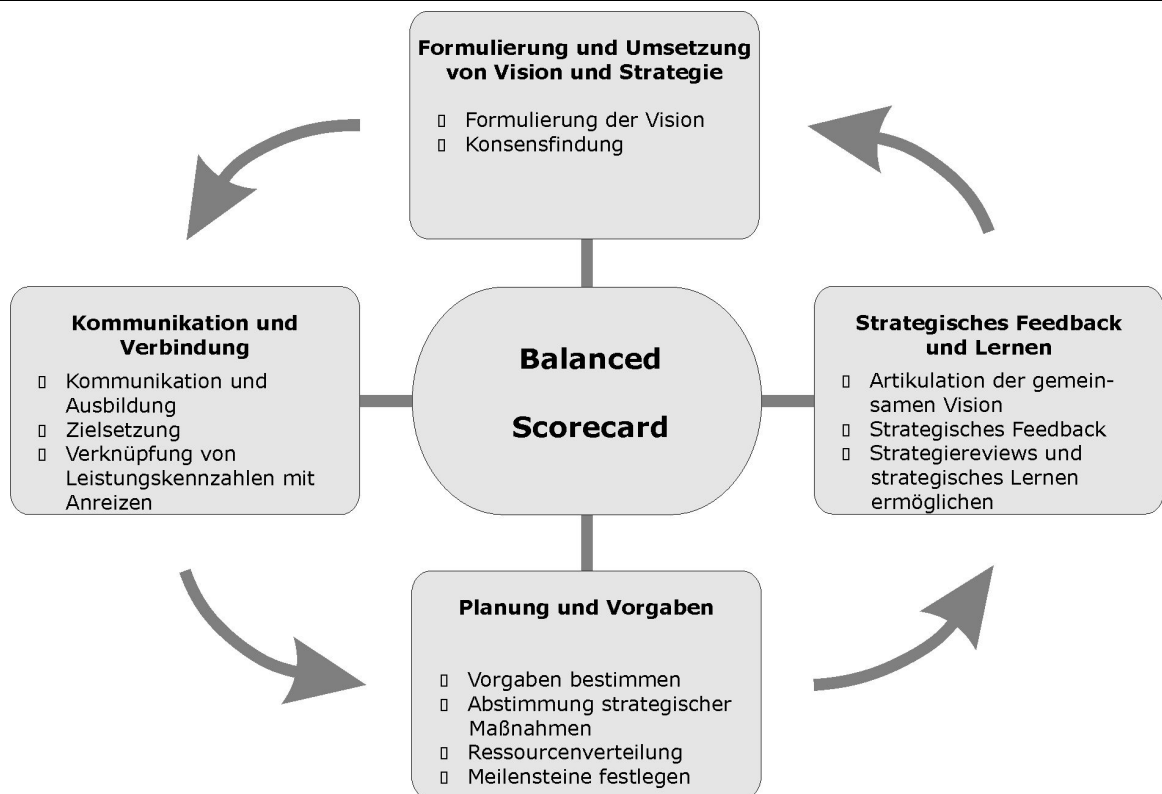 Formulierung und Umsetzung
von Vision und Strategie
Formulierung der Vision
Konsensfindung
Kommunikation und
Verbindung
Kommunikation und
Ausbildung
Zielsetzung
Verknüpfung von
Leistungskennzahlen mit
Anreizen
Balanced
Scorecard
Strategisches Feedback
und Lernen
Artikulation der gemein-
samen Vision
Strategisches Feedback
Strategiereviews und
strategisches Lernen
ermöglichen
Planung und Vorgaben
Vorgaben bestimmen
Abstimmung strategischer
Maßnahmen
Ressourcenverteilung
Meilensteine festlegen